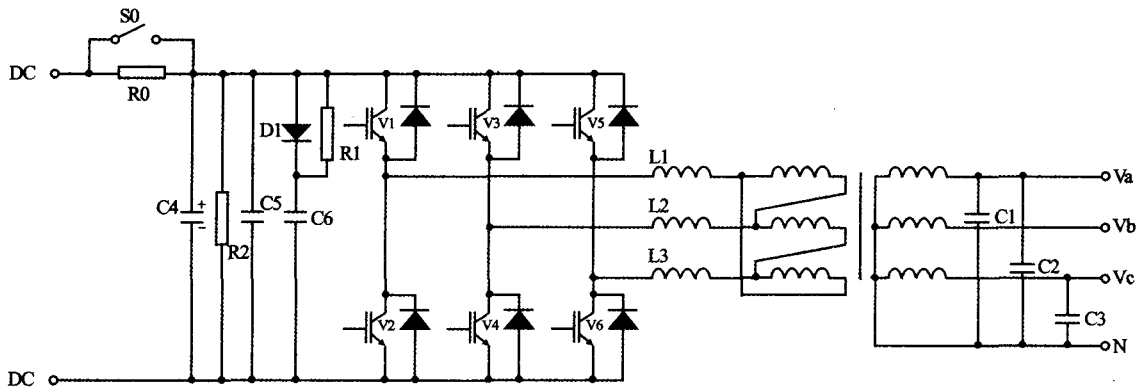 S0
DC
R0
D1
R1
V1
V3
V5
L1
Va
C4
+
−
R2
C5
C6
L2
C1
Vb
L3
C2
Vc
V2
V4
V6
C3
N
DC